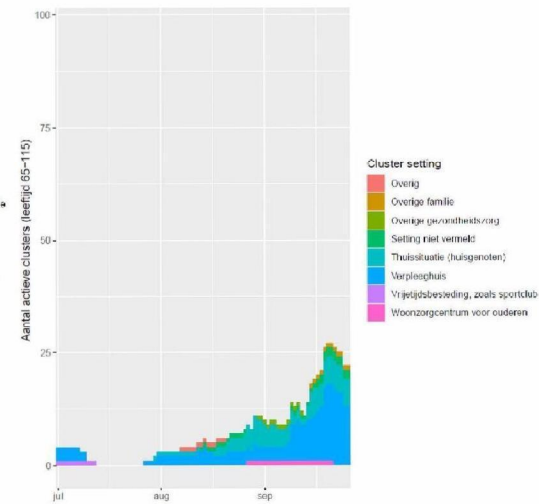 100
75
50
25
0
Aantal actieve clusters (leeftijd 65-115)
jul
aug
sep
e
Cluster setting
Overig
Overige familie
Overige gezondheidszorg
Setting niet vermeld
Thuissituatie (huisgenoten)
Verpleeghuis
Vrijetijdsbesteding, zoals sportclub
Woonzorgcentrum voor ouderen